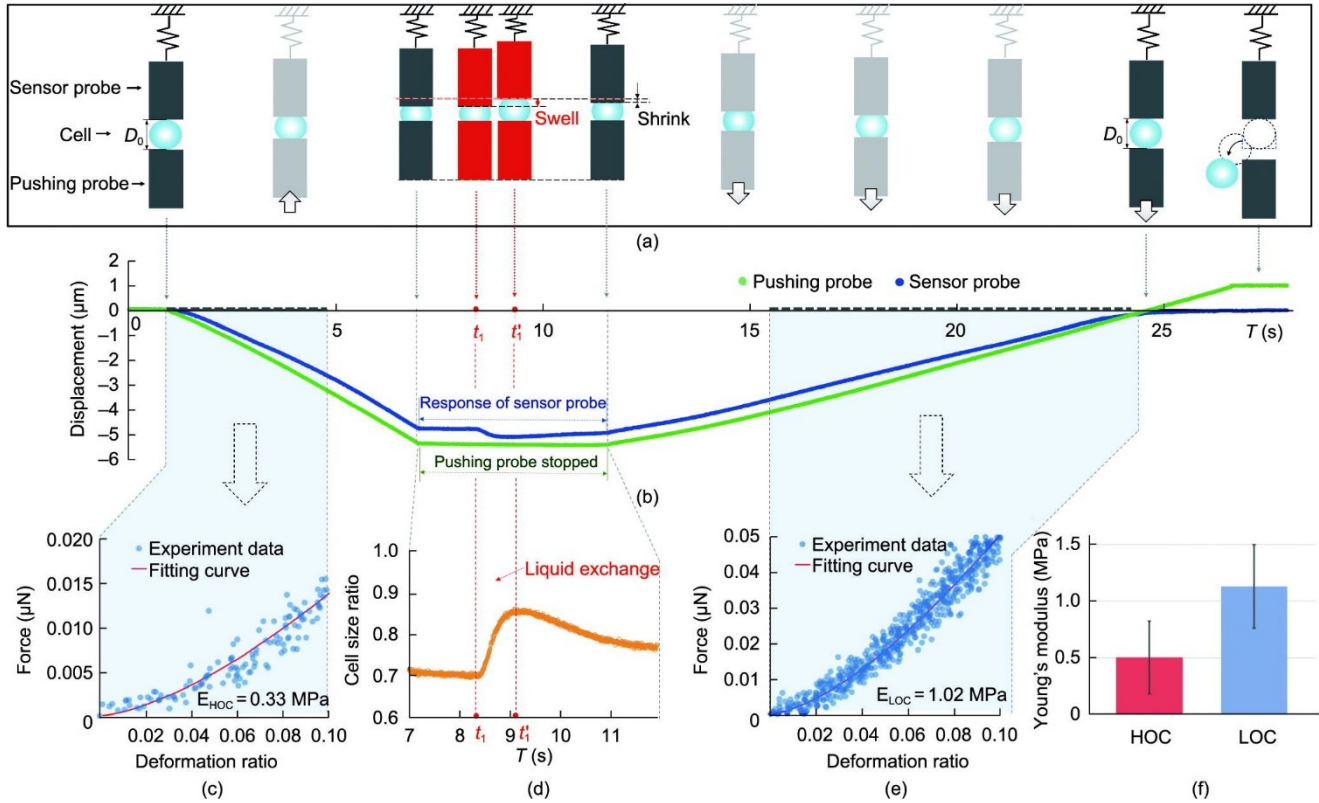 Sensor probe
Cell
D₀
Pushing probe
Swell
Shrink
D₀
(a)
2
1
0
−1
−2
−3
−4
−5
−6
Displacement (μm)
Pushing probe
Sensor probe
0
5
t₁
t₁'
10
15
20
25
T (s)
Response of sensor probe
Pushing probe stopped
(b)
0.020
0.015
0.010
0.005
0
Force (μN)
Experiment data
Fitting curve
E_HOC = 0.33 MPa
0.02
0.04
0.06
0.08
0.10
Deformation ratio
(c)
1.0
0.9
0.8
0.7
0.6
Cell size ratio
Liquid exchange
7
8
t₁
9
t₁'
10
11
T (s)
(d)
0.05
0.04
0.03
0.02
0.01
0
Force (μN)
Experiment data
Fitting curve
E_LOC = 1.02 MPa
0.02
0.04
0.06
0.08
0.10
Deformation ratio
(e)
1.5
1.0
0.5
0
Young's modulus (MPa)
HOC
LOC
(f)